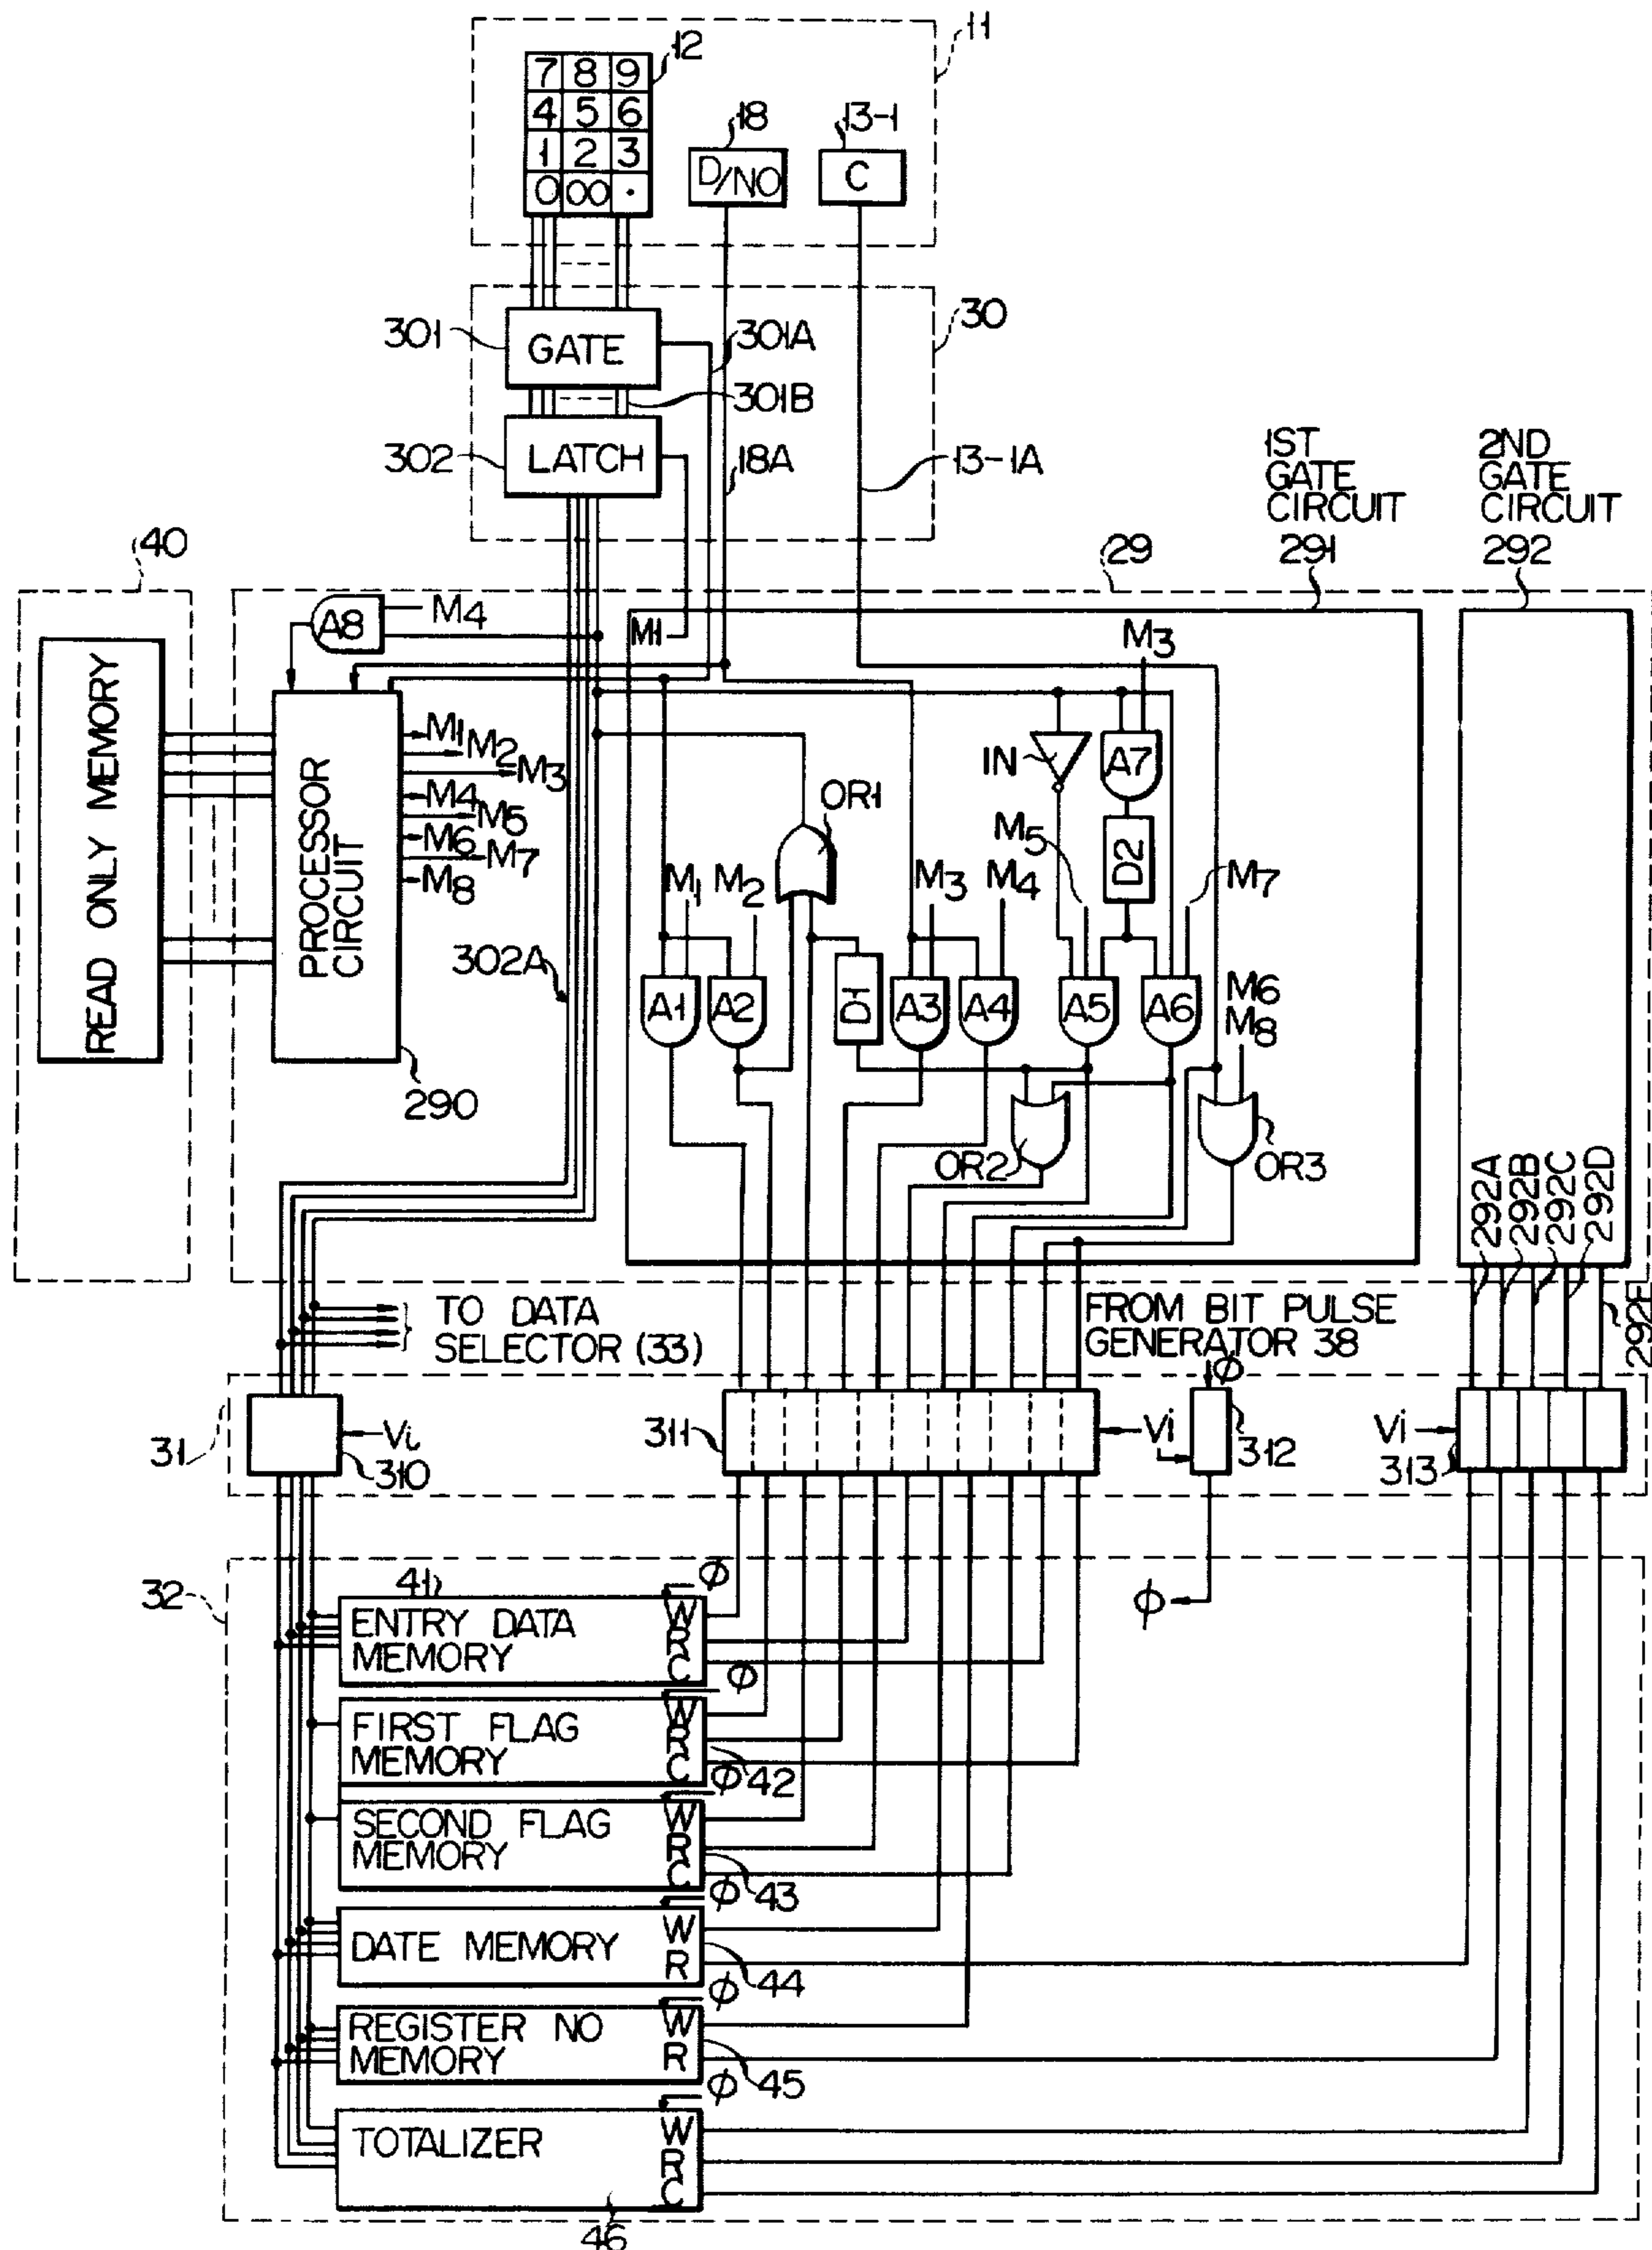 11
12
7 8 9
4 5 6
1 2 3
0 00 ·
18
D/NO
13-1
C
30
301
GATE
301A
301B
302
LATCH
18A
13-1A
1ST
GATE
CIRCUIT
291
2ND
GATE
CIRCUIT
292
40
29
READ ONLY MEMORY
A8
M4
M1
M3
PROCESSOR
CIRCUIT
M1
M2
M3
M4
M5
M6
M7
M8
290
302A
IN
A7
OR1
D2
M5
M1
M2
M3
M4
M7
D1
A1
A2
A3
A4
A5
A6
M6
M8
OR2
OR3
292A
292B
292C
292D
292E
TO DATA
SELECTOR (33)
FROM BIT PULSE
GENERATOR 38
φ
31
Vi
310
311
Vi
312
Vi
313
32
41
φ
φ
ENTRY DATA
MEMORY
W
R
C
φ
FIRST FLAG
MEMORY
W
R
C
42
φ
SECOND FLAG
MEMORY
W
R
C
43
φ
DATE MEMORY
W
R
44
φ
REGISTER NO
MEMORY
W
R
45
φ
TOTALIZER
W
R
C
46